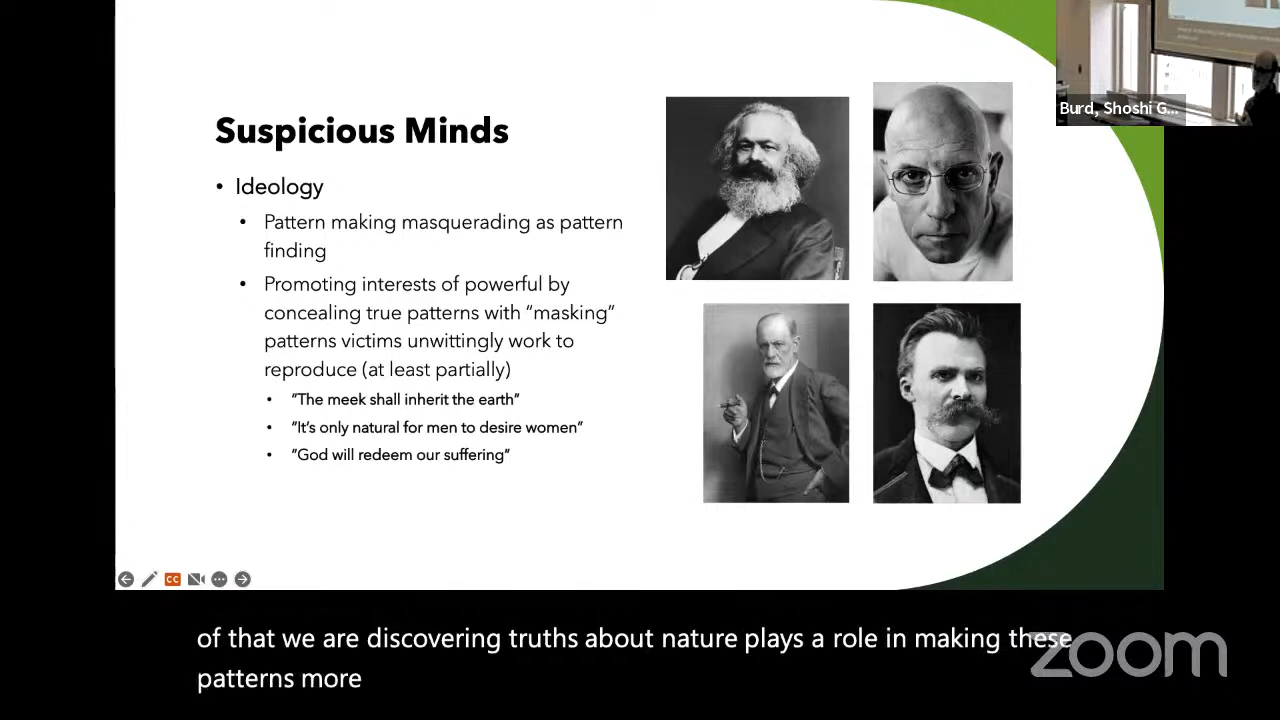 Burd, Shoshi G...
Suspicious Minds
• Ideology
• Pattern making masquerading as pattern
finding
• Promoting interests of powerful by
concealing true patterns with “masking”
patterns victims unwittingly work to
reproduce (at least partially)
• “The meek shall inherit the earth”
• “It’s only natural for men to desire women”
• “God will redeem our suffering”
CC
of that we are discovering truths about nature plays a role in making these
patterns more
zoom